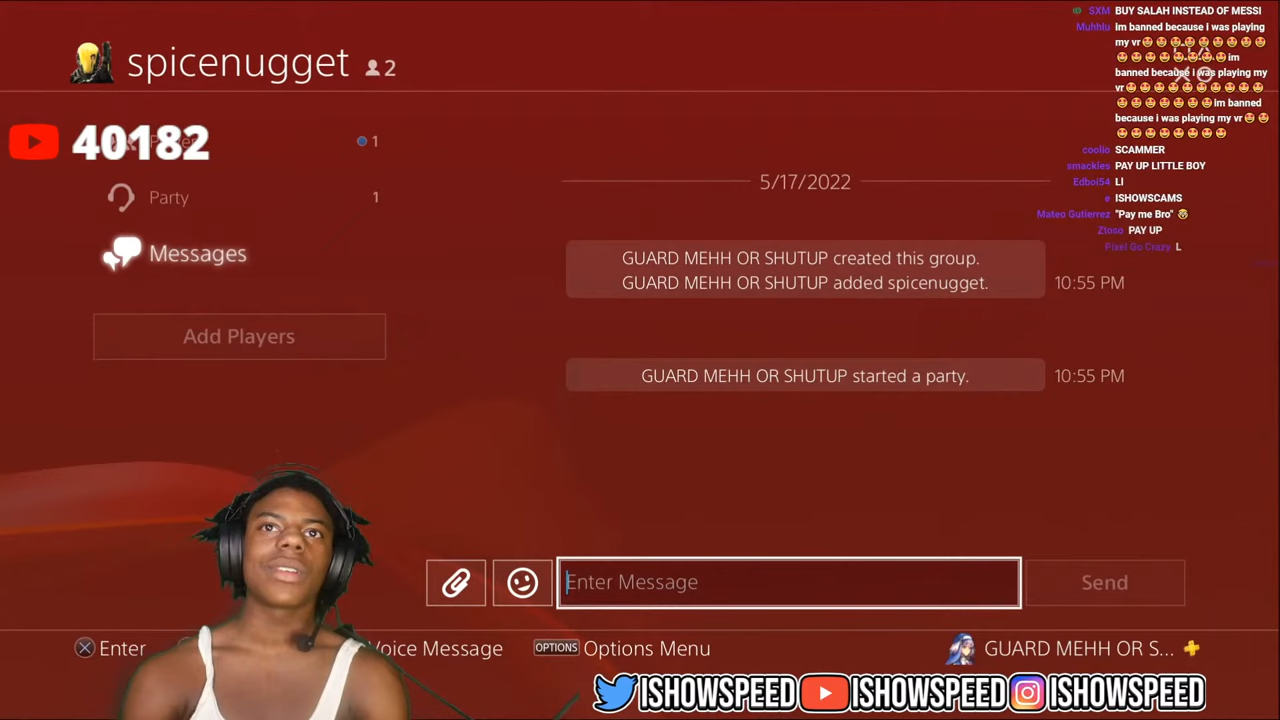 spicenugget 2
40182
1
Party 1
Messages
Add Players
5/17/2022
GUARD MEHH OR SHUTUP created this group.
GUARD MEHH OR SHUTUP added spicenugget.
10:55 PM
GUARD MEHH OR SHUTUP started a party.
10:55 PM
Enter Message
Send
Enter
Voice Message
OPTIONS Options Menu
GUARD MEHH OR S...
ISHOWSPEED ISHOWSPEED ISHOWSPEED
SXM BUY SALAH INSTEAD OF MESSI
Muhhlu Im banned because i was playing
my vr🤩🤩🤩🤩🤩🤩🤩🤩🤩🤩
🤩🤩🤩🤩🤩🤩🤩🤩im
banned because i was playing my
vr🤩🤩🤩🤩🤩🤩🤩🤩🤩🤩🤩
🤩🤩🤩🤩🤩🤩🤩Im banned
because i was playing my vr🤩🤩
🤩🤩🤩🤩🤩🤩🤩🤩
coolio SCAMMER
smackles PAY UP LITTLE BOY
Edboi54 LI
e ISHOWSCAMS
Mateo Gutierrez "Pay me Bro"
Ztoso PAY UP
Pixel Go Crazy L